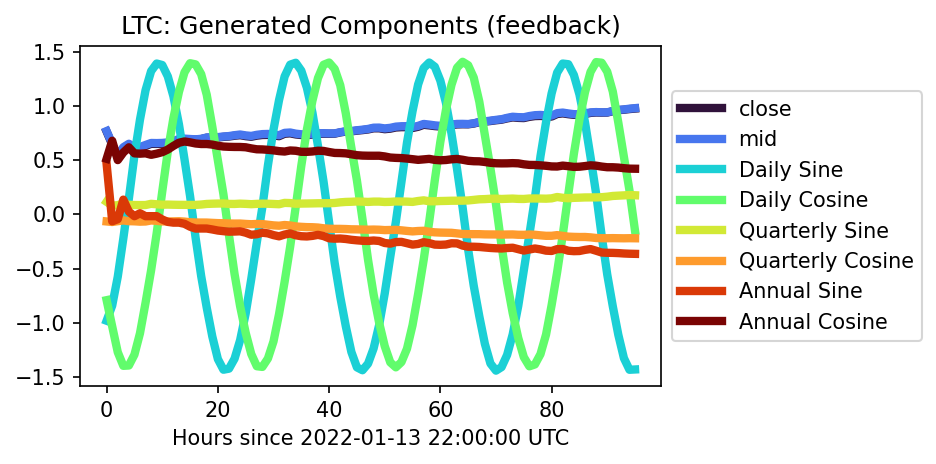 LTC: Generated Components (feedback)
1.5
1.0
0.5
0.0
−0.5
−1.0
−1.5
0
20
40
60
80
Hours since 2022-01-13 22:00:00 UTC
close
mid
Daily Sine
Daily Cosine
Quarterly Sine
Quarterly Cosine
Annual Sine
Annual Cosine